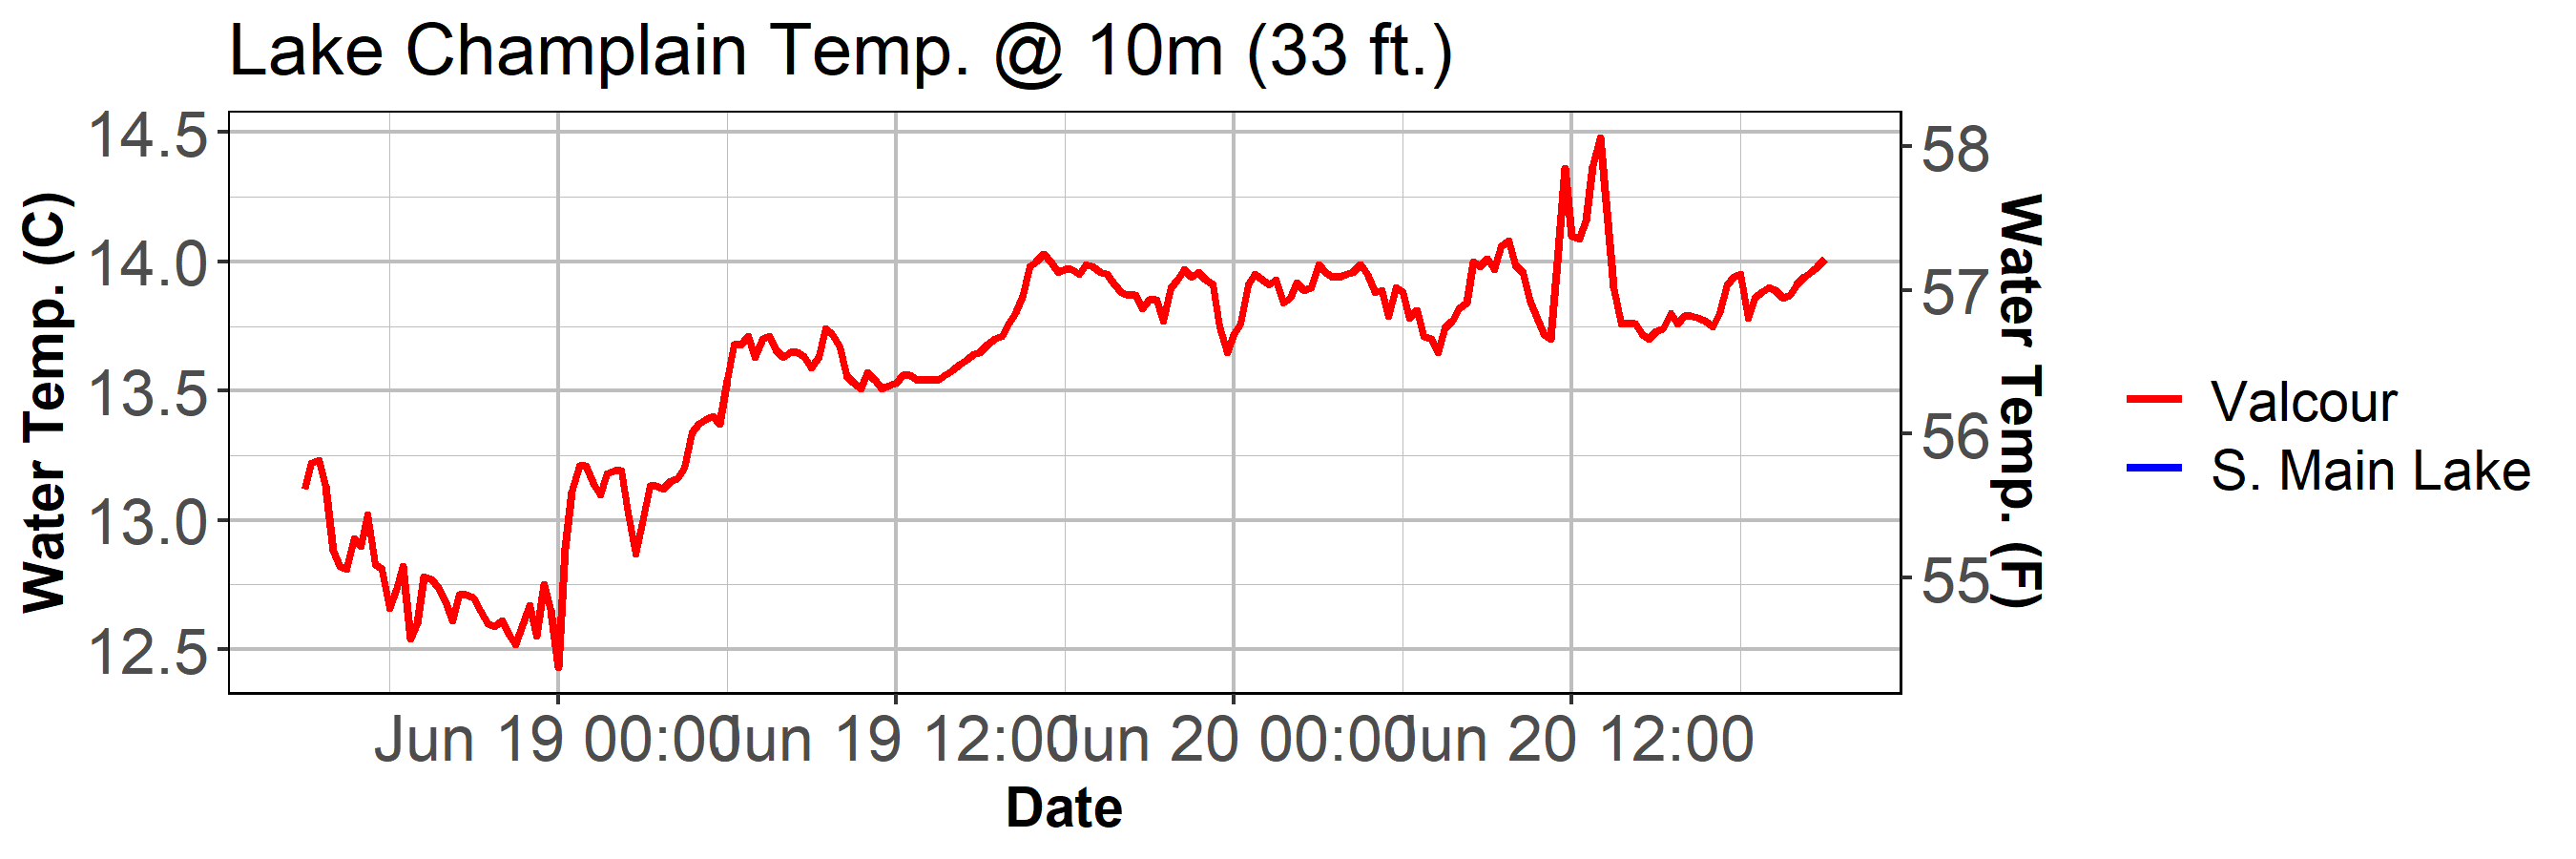 Lake Champlain Temp. @ 10m (33 ft.)
Water Temp. (C)
14.5
14.0
13.5
13.0
12.5
58
57
56
55
Water Temp. (F)
Jun 19 00:00
Jun 19 12:00
Jun 20 00:00
Jun 20 12:00
Date
Valcour
S. Main Lake